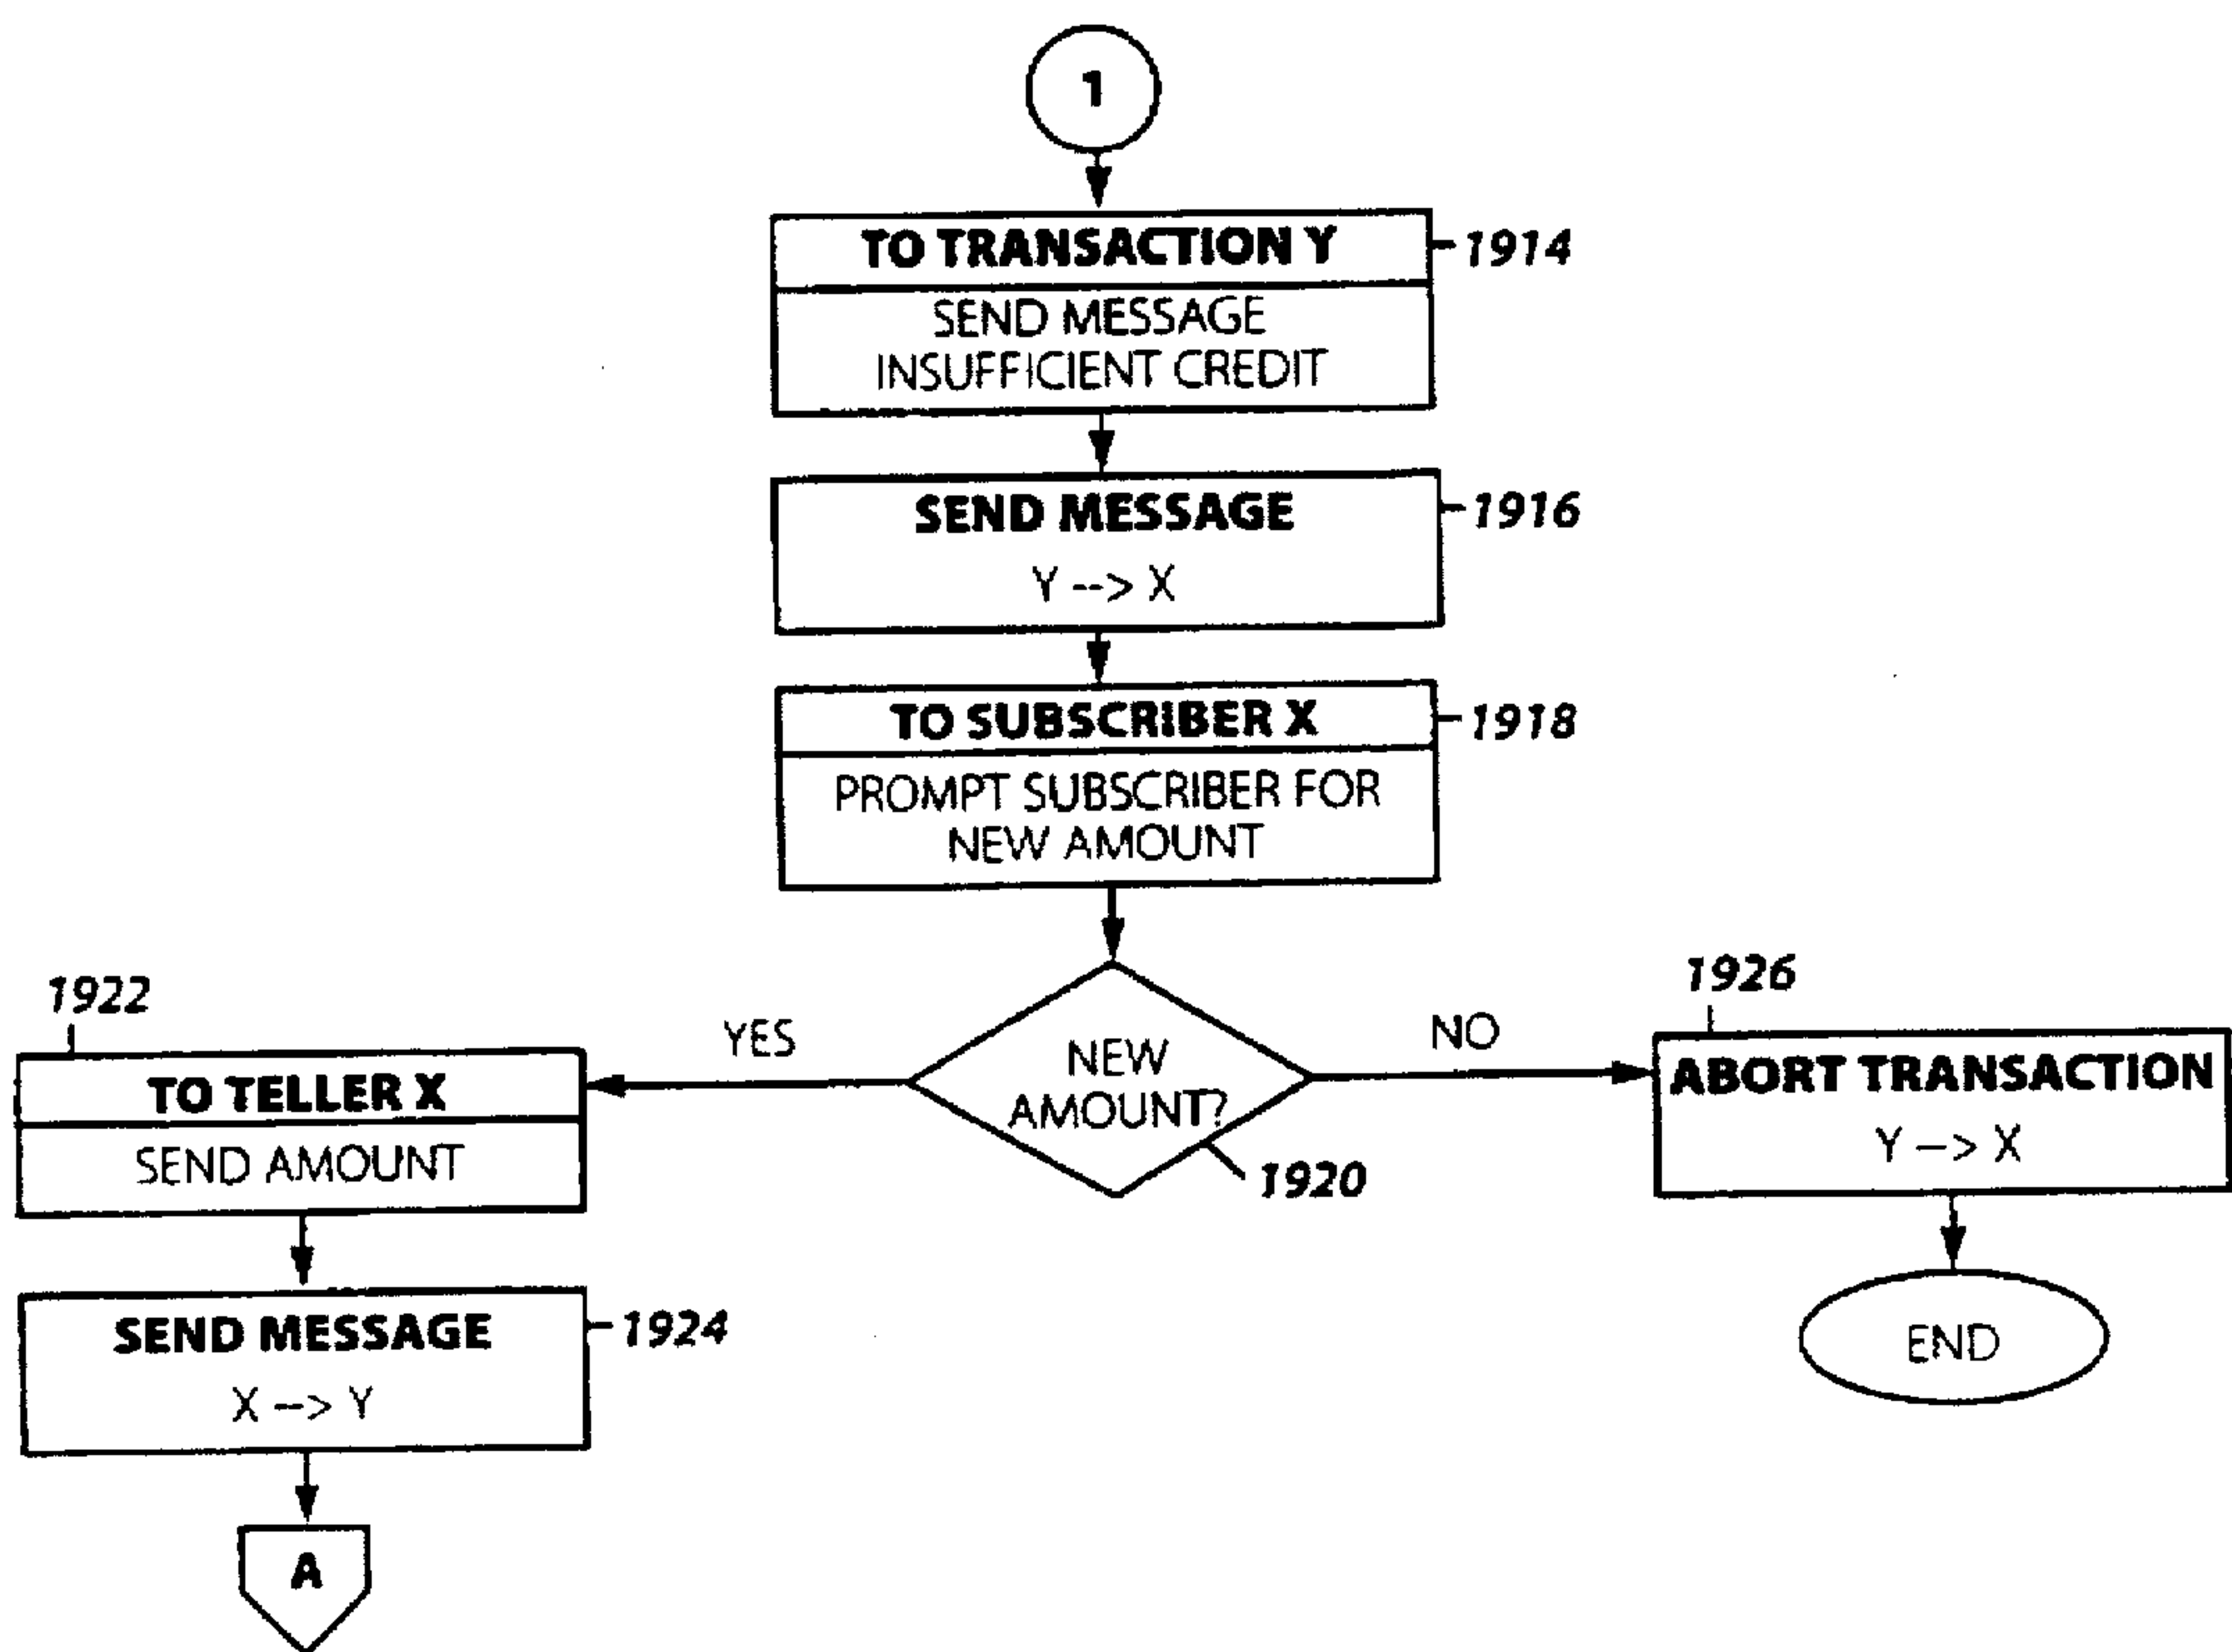 1
TO TRANSACTION Y
1914
SEND MESSAGE
INSUFFICIENT CREDIT
SEND MESSAGE
1916
Y --> X
TO SUBSCRIBER X
1918
PROMPT SUBSCRIBER FOR
NEW AMOUNT
1922
YES
NEW
AMOUNT?
1920
NO
1926
TO TELLER X
SEND AMOUNT
ABORT TRANSACTION
Y --> X
SEND MESSAGE
1924
X --> Y
END
A